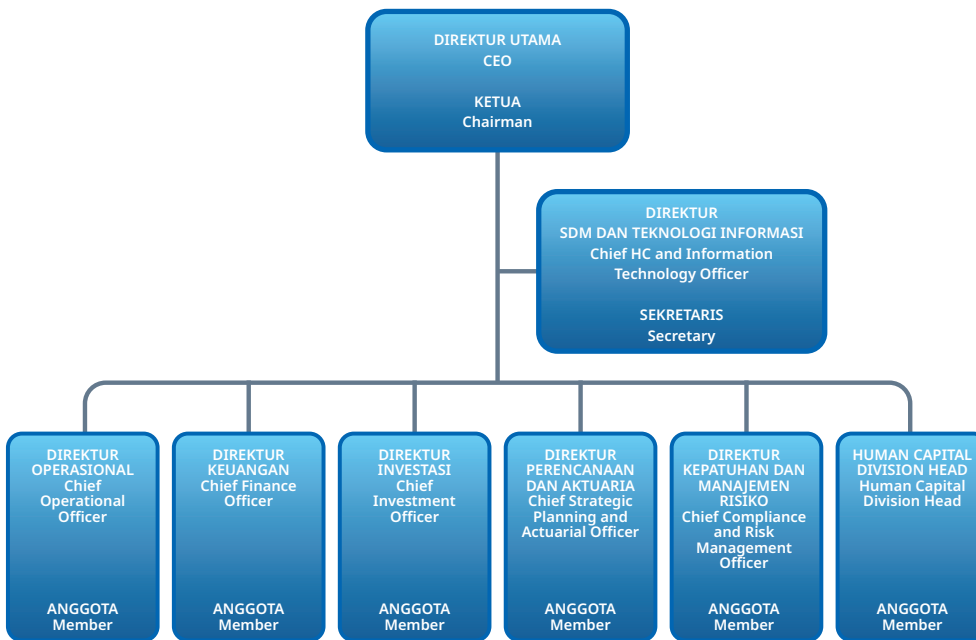 DIREKTUR UTAMA
CEO
KETUA
Chairman
DIREKTUR
SDM DAN TEKNOLOGI INFORMASI
Chief HC and Information
Technology Officer
SEKRETARIS
Secretary
DIREKTUR
OPERASIONAL
Chief
Operational
Officer
ANGGOTA
Member
DIREKTUR
KEUANGAN
Chief Finance
Officer
ANGGOTA
Member
DIREKTUR
INVESTASI
Chief
Investment
Officer
ANGGOTA
Member
DIREKTUR
PERENCANAAN
DAN AKTUARIA
Chief Strategic
Planning and
Actuarial Officer
ANGGOTA
Member
DIREKTUR
KEPATUHAN DAN
MANAJEMEN
RISIKO
Chief Compliance
and Risk
Management
Officer
ANGGOTA
Member
HUMAN CAPITAL
DIVISION HEAD
Human Capital
Division Head
ANGGOTA
Member